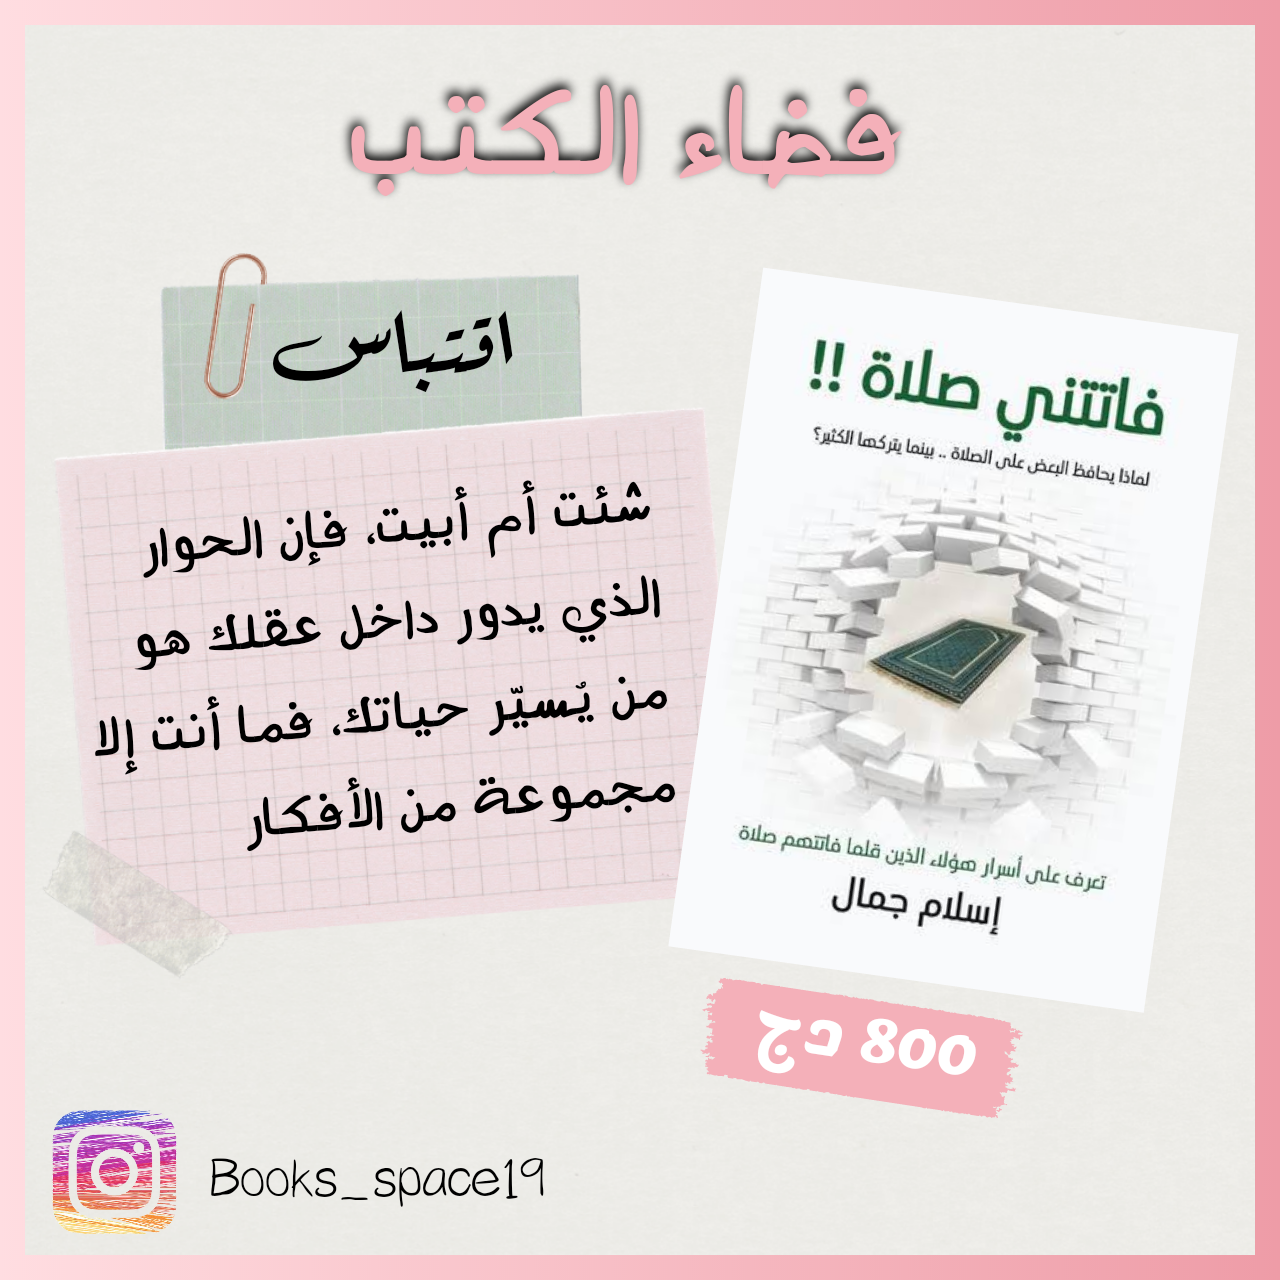 فضاء الكتب
اقتباس
شئت أم أبيت، فإن الحوار
الذي يدور داخل عقلك هو
من يُسيّر حياتك، فما أنت إلا
مجموعة من الأفكار
فاتتني صلاة !!
لماذا يحافظ البعض على الصلاة .. بينما يتركها الكثير؟
تعرف على أسرار هؤلاء الذين قلما فاتتهم صلاة
إسلام جمال
800 دج
Books_space19